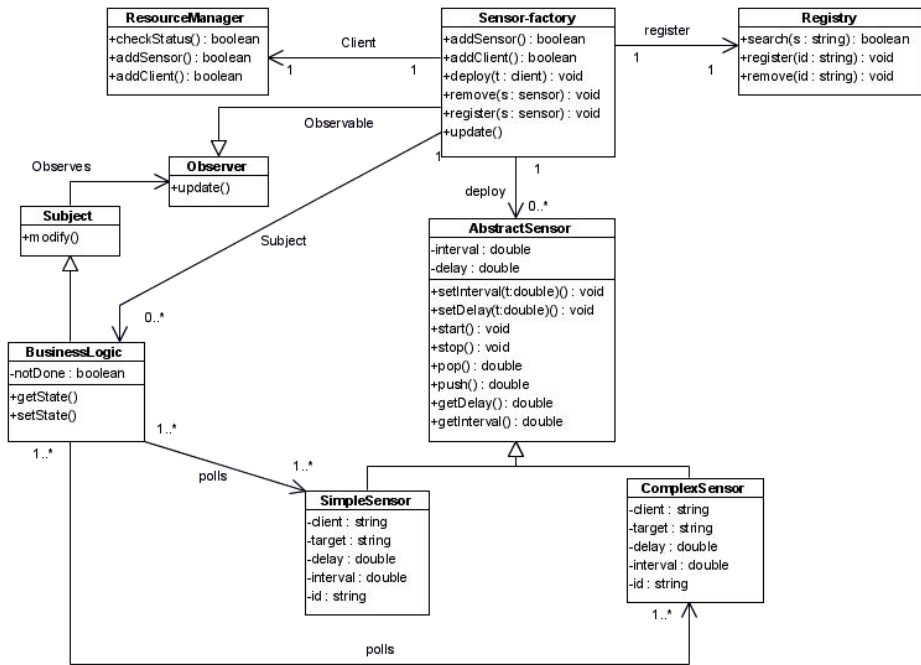 ResourceManager
+checkStatus() : boolean
+addSensor() : boolean
+addClient() : boolean
Client
1
1
Sensor-factory
+addSensor() : boolean
+addClient() : boolean
+deploy(t : client) : void
+remove(s : sensor) : void
+register(s : sensor) : void
+update()
register
1
1
Registry
+search(s : string) : boolean
+register(id : string) : void
+remove(id : string) : void
Observable
Observes
Observer
+update()
1
1
deploy
0..*
Subject
+modify()
Subject
0..*
AbstractSensor
-interval : double
-delay : double
+setInterval(t:double)() : void
+setDelay(t:double)() : void
+start() : void
+stop() : void
+pop() : double
+push() : double
+getDelay() : double
+getInterval() : double
BusinessLogic
-notDone : boolean
+getState()
+setState()
1..*
1..*
polls
1..*
SimpleSensor
-client : string
-target : string
-delay : double
-interval : double
-id : string
ComplexSensor
-client : string
-target : string
-delay : double
-interval : double
-id : string
1..*
polls